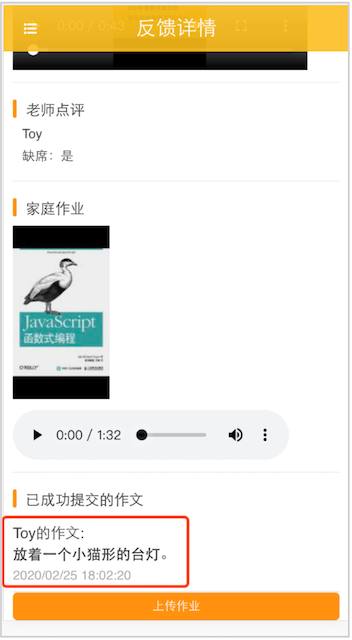 反馈详情
0:00 / 0:43
老师点评
Toy
缺席：是
家庭作业
JavaScript
函数式编程
O'REILLY
0:00 / 1:32
已成功提交的作文
Toy的作文:
放着一个小猫形的台灯。
2020/02/25 18:02:20
上传作业